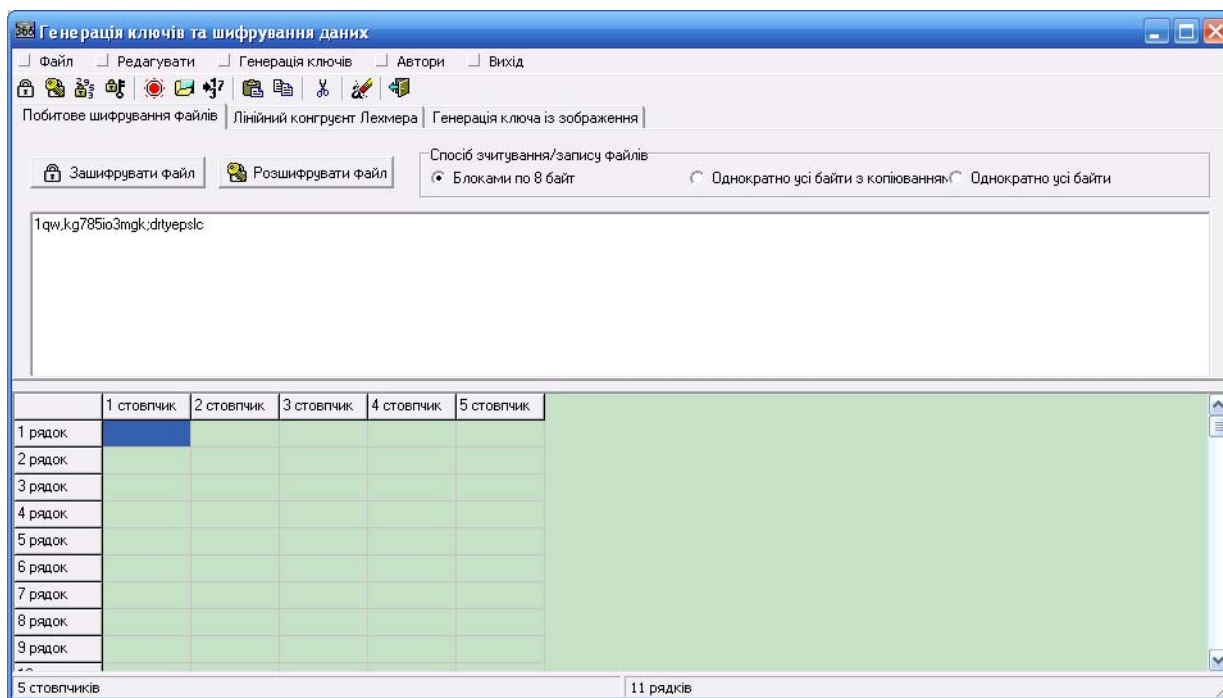 Генерація ключів та шифрування даних
Файл Редагувати Генерація ключів Автори Вихід
Побитове шифрування файлів Лінійний конгруент Лехмера Генерація ключа із зображення
Спосіб зчитування/запису файлів
Зашифрувати файл Розшифрувати файл Блоками по 8 байт Однократно усі байти з копіювання Однократно усі байти
1qw,kg785io3mgk;drtyepslc
1 стовпчик 2 стовпчик 3 стовпчик 4 стовпчик 5 стовпчик
1 рядок
2 рядок
3 рядок
4 рядок
5 рядок
6 рядок
7 рядок
8 рядок
9 рядок
5 стовпчиків 11 рядків